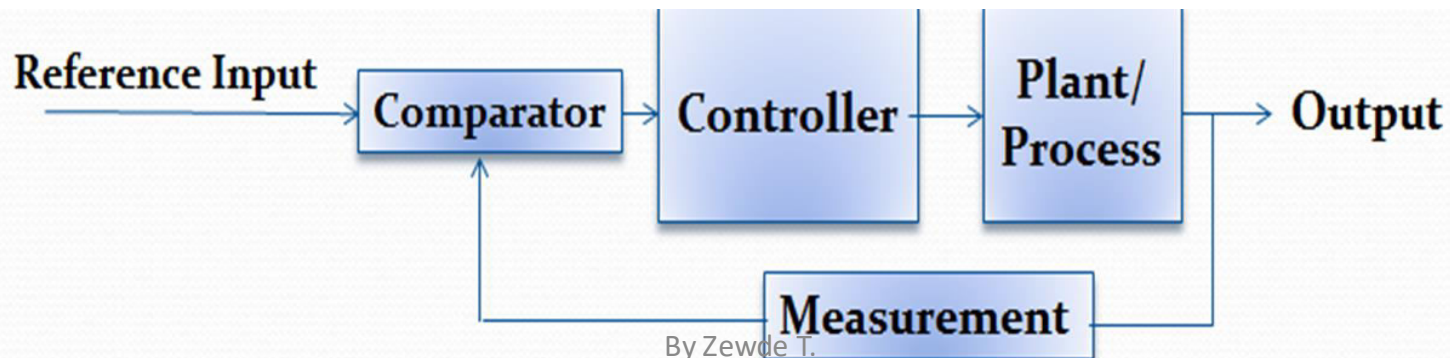 Reference Input
Comparator
Controller
Plant/
Process
Output
Measurement
By Zewde T.